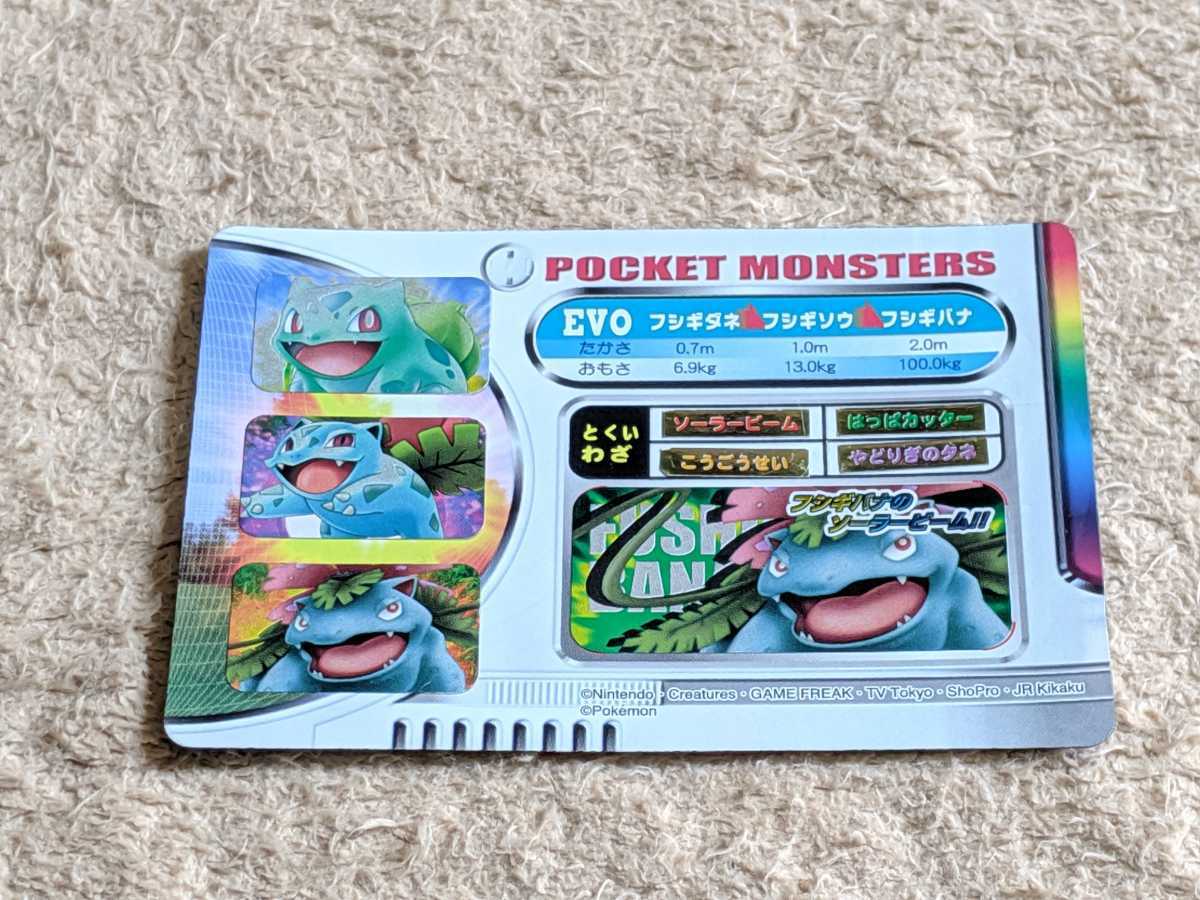 POCKET MONSTERS
EVO フシギダネ フシギソウ フシギバナ
たかさ 0.7m 1.0m 2.0m
おもさ 6.9kg 13.0kg 100.0kg
とくい
わざ
ソーラービーム はっぱカッター
こうごうせい やどりぎのタネ
フシギバナの
ソーラービーム!!
FUSH
BAN
©Nintendo・Creatures・GAME FREAK・TV Tokyo・ShoPro・JR Kikaku
©Pokémon